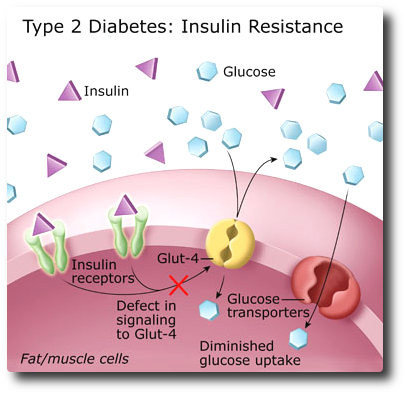 Type 2 Diabetes: Insulin Resistance
Glucose
Insulin
Glut-4
Insulin
receptors
Defect in
signaling
to Glut-4
Glucose
transporters
Diminished
glucose uptake
Fat/muscle cells